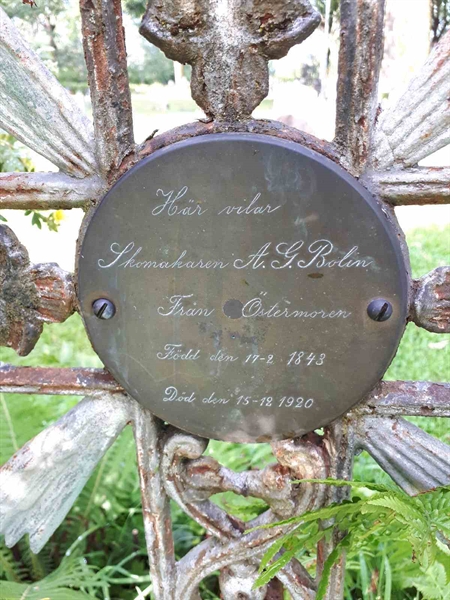 Här vilar
Skomakaren A. G. Bolin
Från Östermoren
Född den 17-2 1843
Död den 15-12 1920